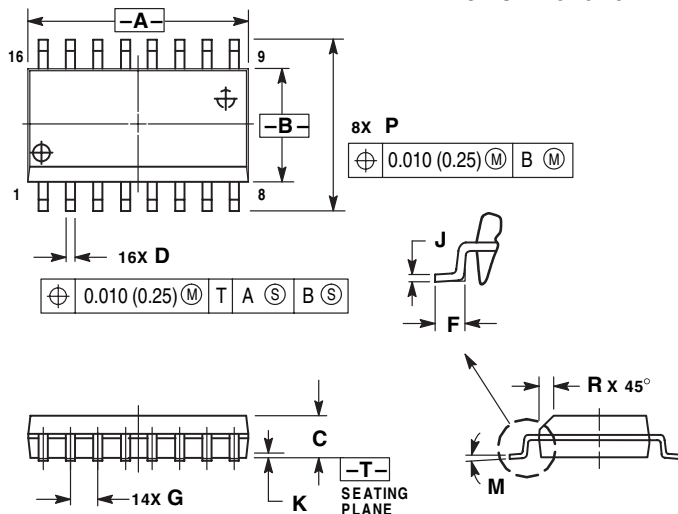 –A–
16
9
–B–
8X P
⌖ 0.010 (0.25) Ⓜ B Ⓜ
1
8
J
16X D
⌖ 0.010 (0.25) Ⓜ T A Ⓢ B Ⓢ
F
R X 45°
C
–T–
SEATING
PLANE
14X G
K
M